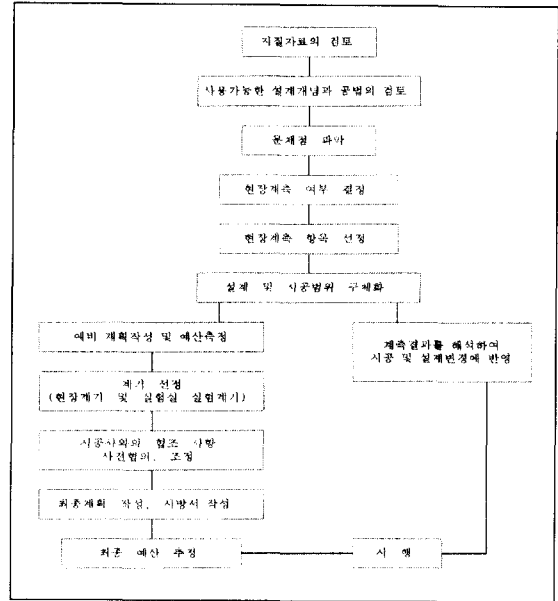 지질자료의 검토
사용가능한 설계개념과 공법의 검토
문제점 파악
현장계측 여부 결정
현장계측 항목 선정
설계 및 시공범위 구체화
예비 계획작성 및 예산측정
계측결과를 해석하여
시공 및 설계변경에 반영
계기 선정
(현장계기 및 실험실 실험계기)
시공사와의 협조 사항
사전협의, 조정
최종계획 작성, 시방서 작성
최종 예산 추정
시 행